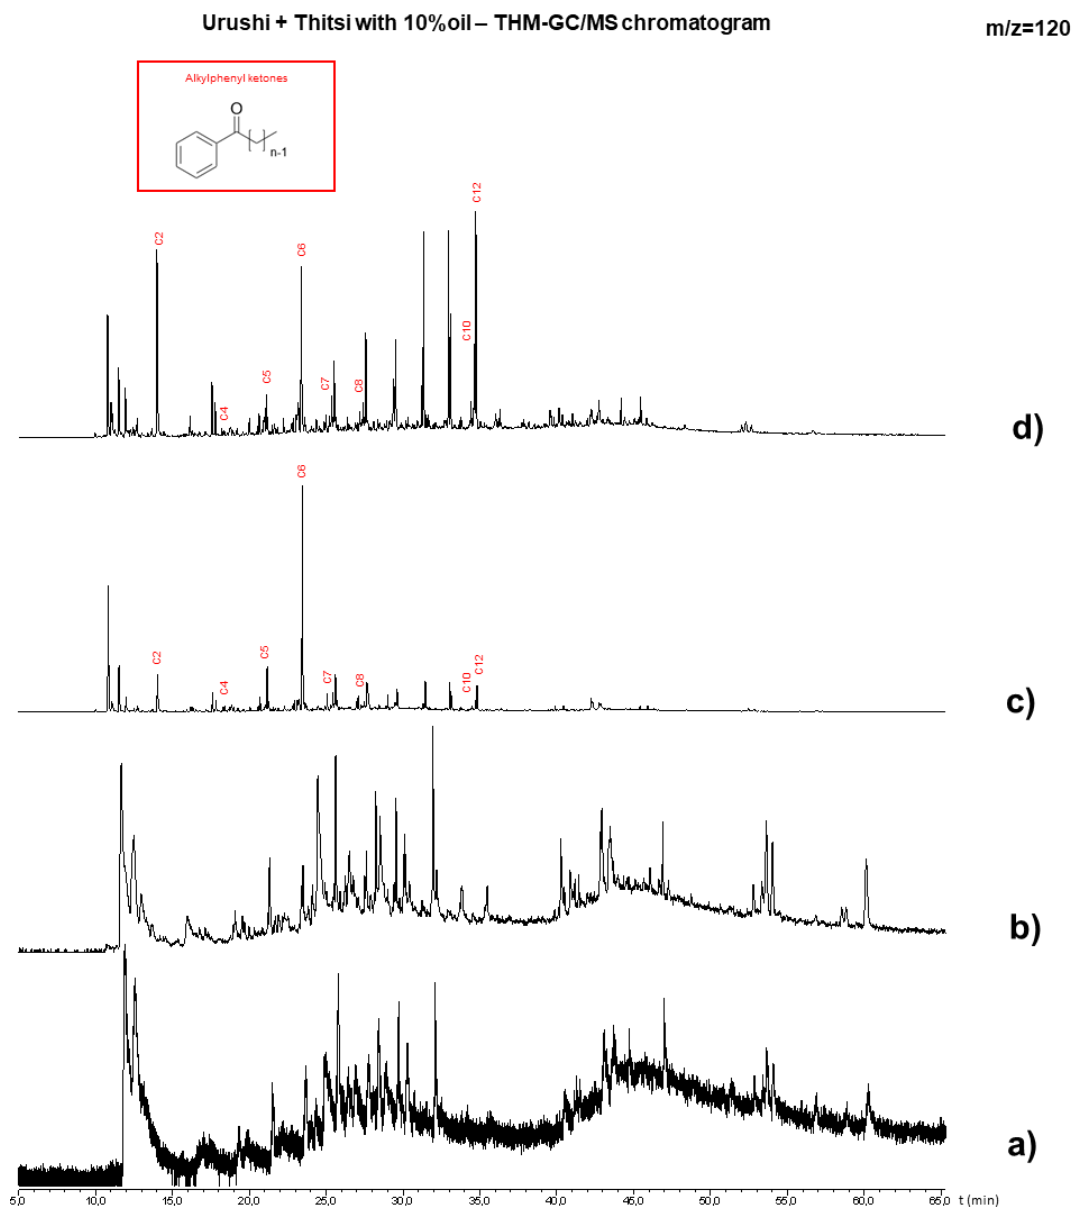 Urushi + Thitsi with 10%oil – THM-GC/MS chromatogram
m/z=120
Alkylphenyl ketones
O
n-1
C2
C4
C5
C6
C7
C8
C10
C12
d)
C2
C4
C5
C6
C7
C8
C10
C12
c)
b)
a)
5,0 10,0 15,0 20,0 25,0 30,0 35,0 40,0 45,0 50,0 55,0 60,0 65,0 t (min)